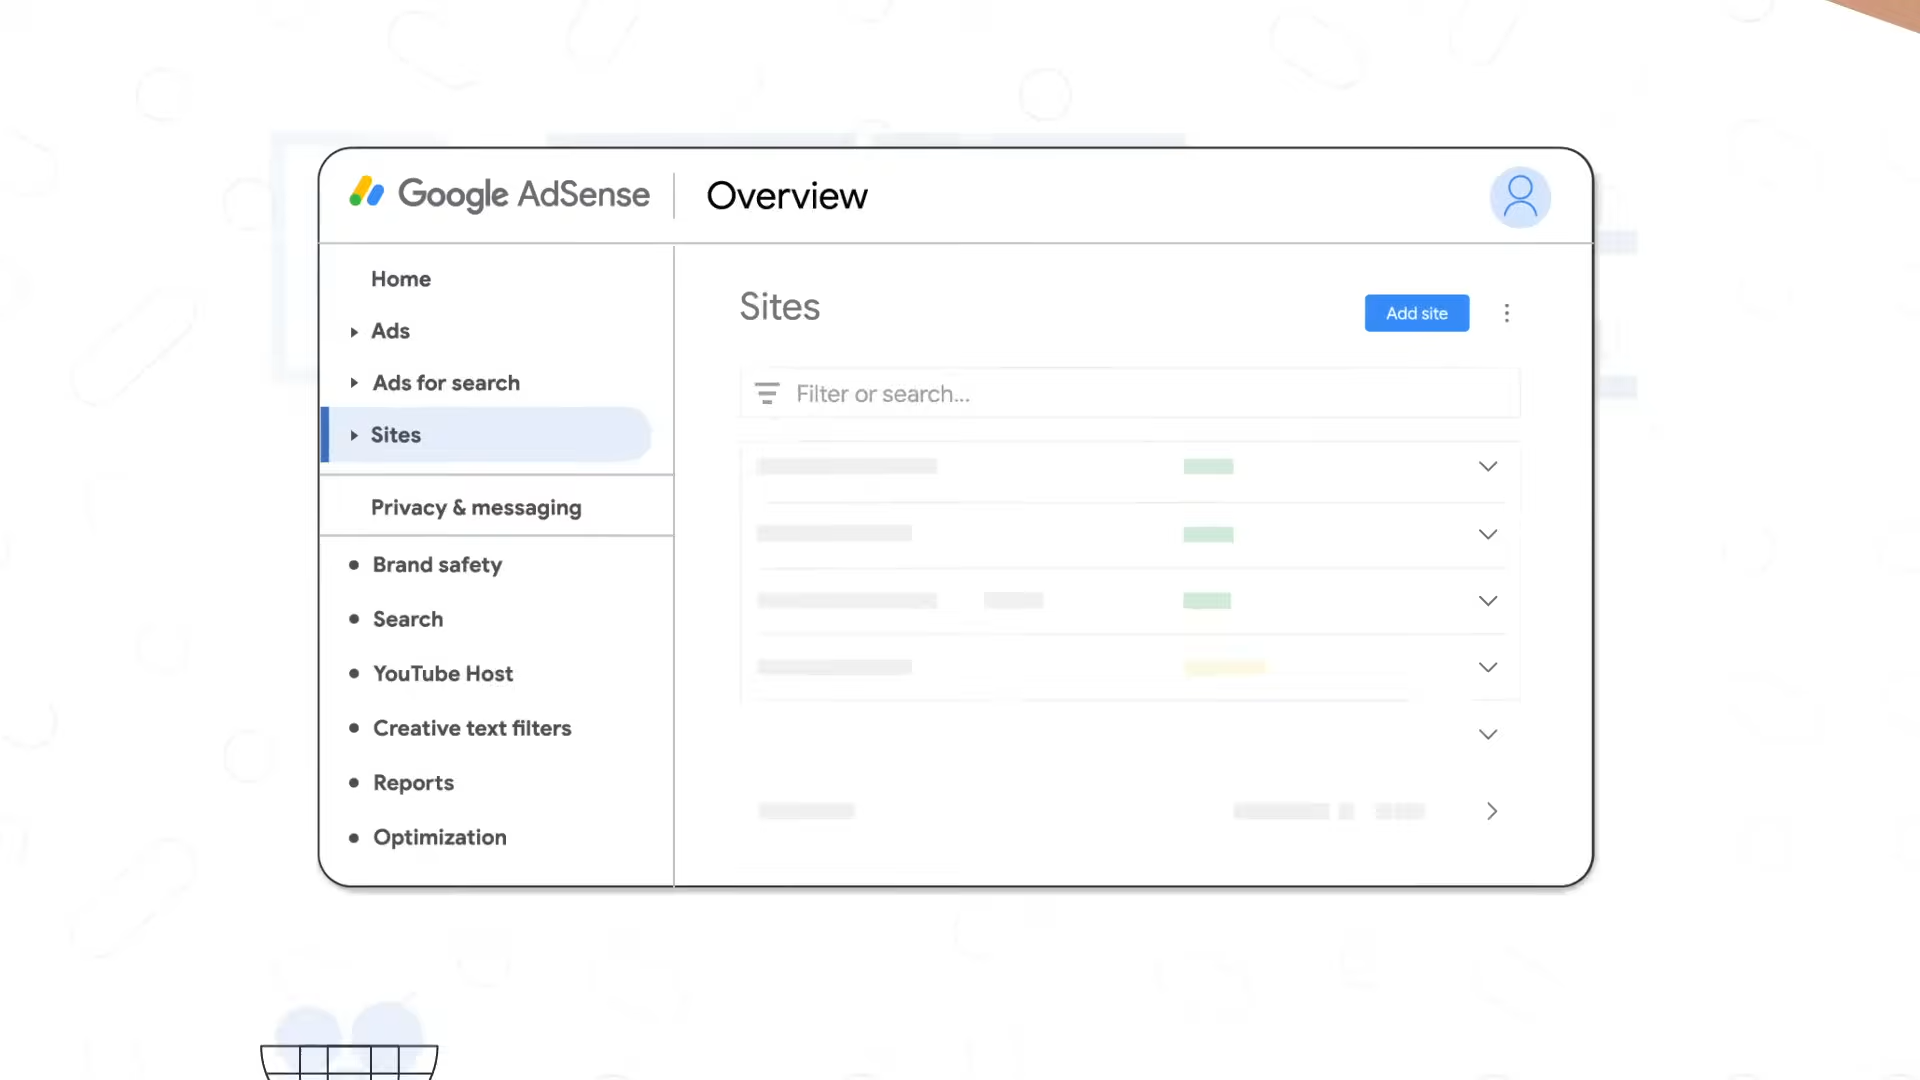 Google AdSense
Overview
Home
Ads
Ads for search
Sites
Privacy & messaging
Brand safety
Search
YouTube Host
Creative text filters
Reports
Optimization
Sites
Add site
Filter or search...